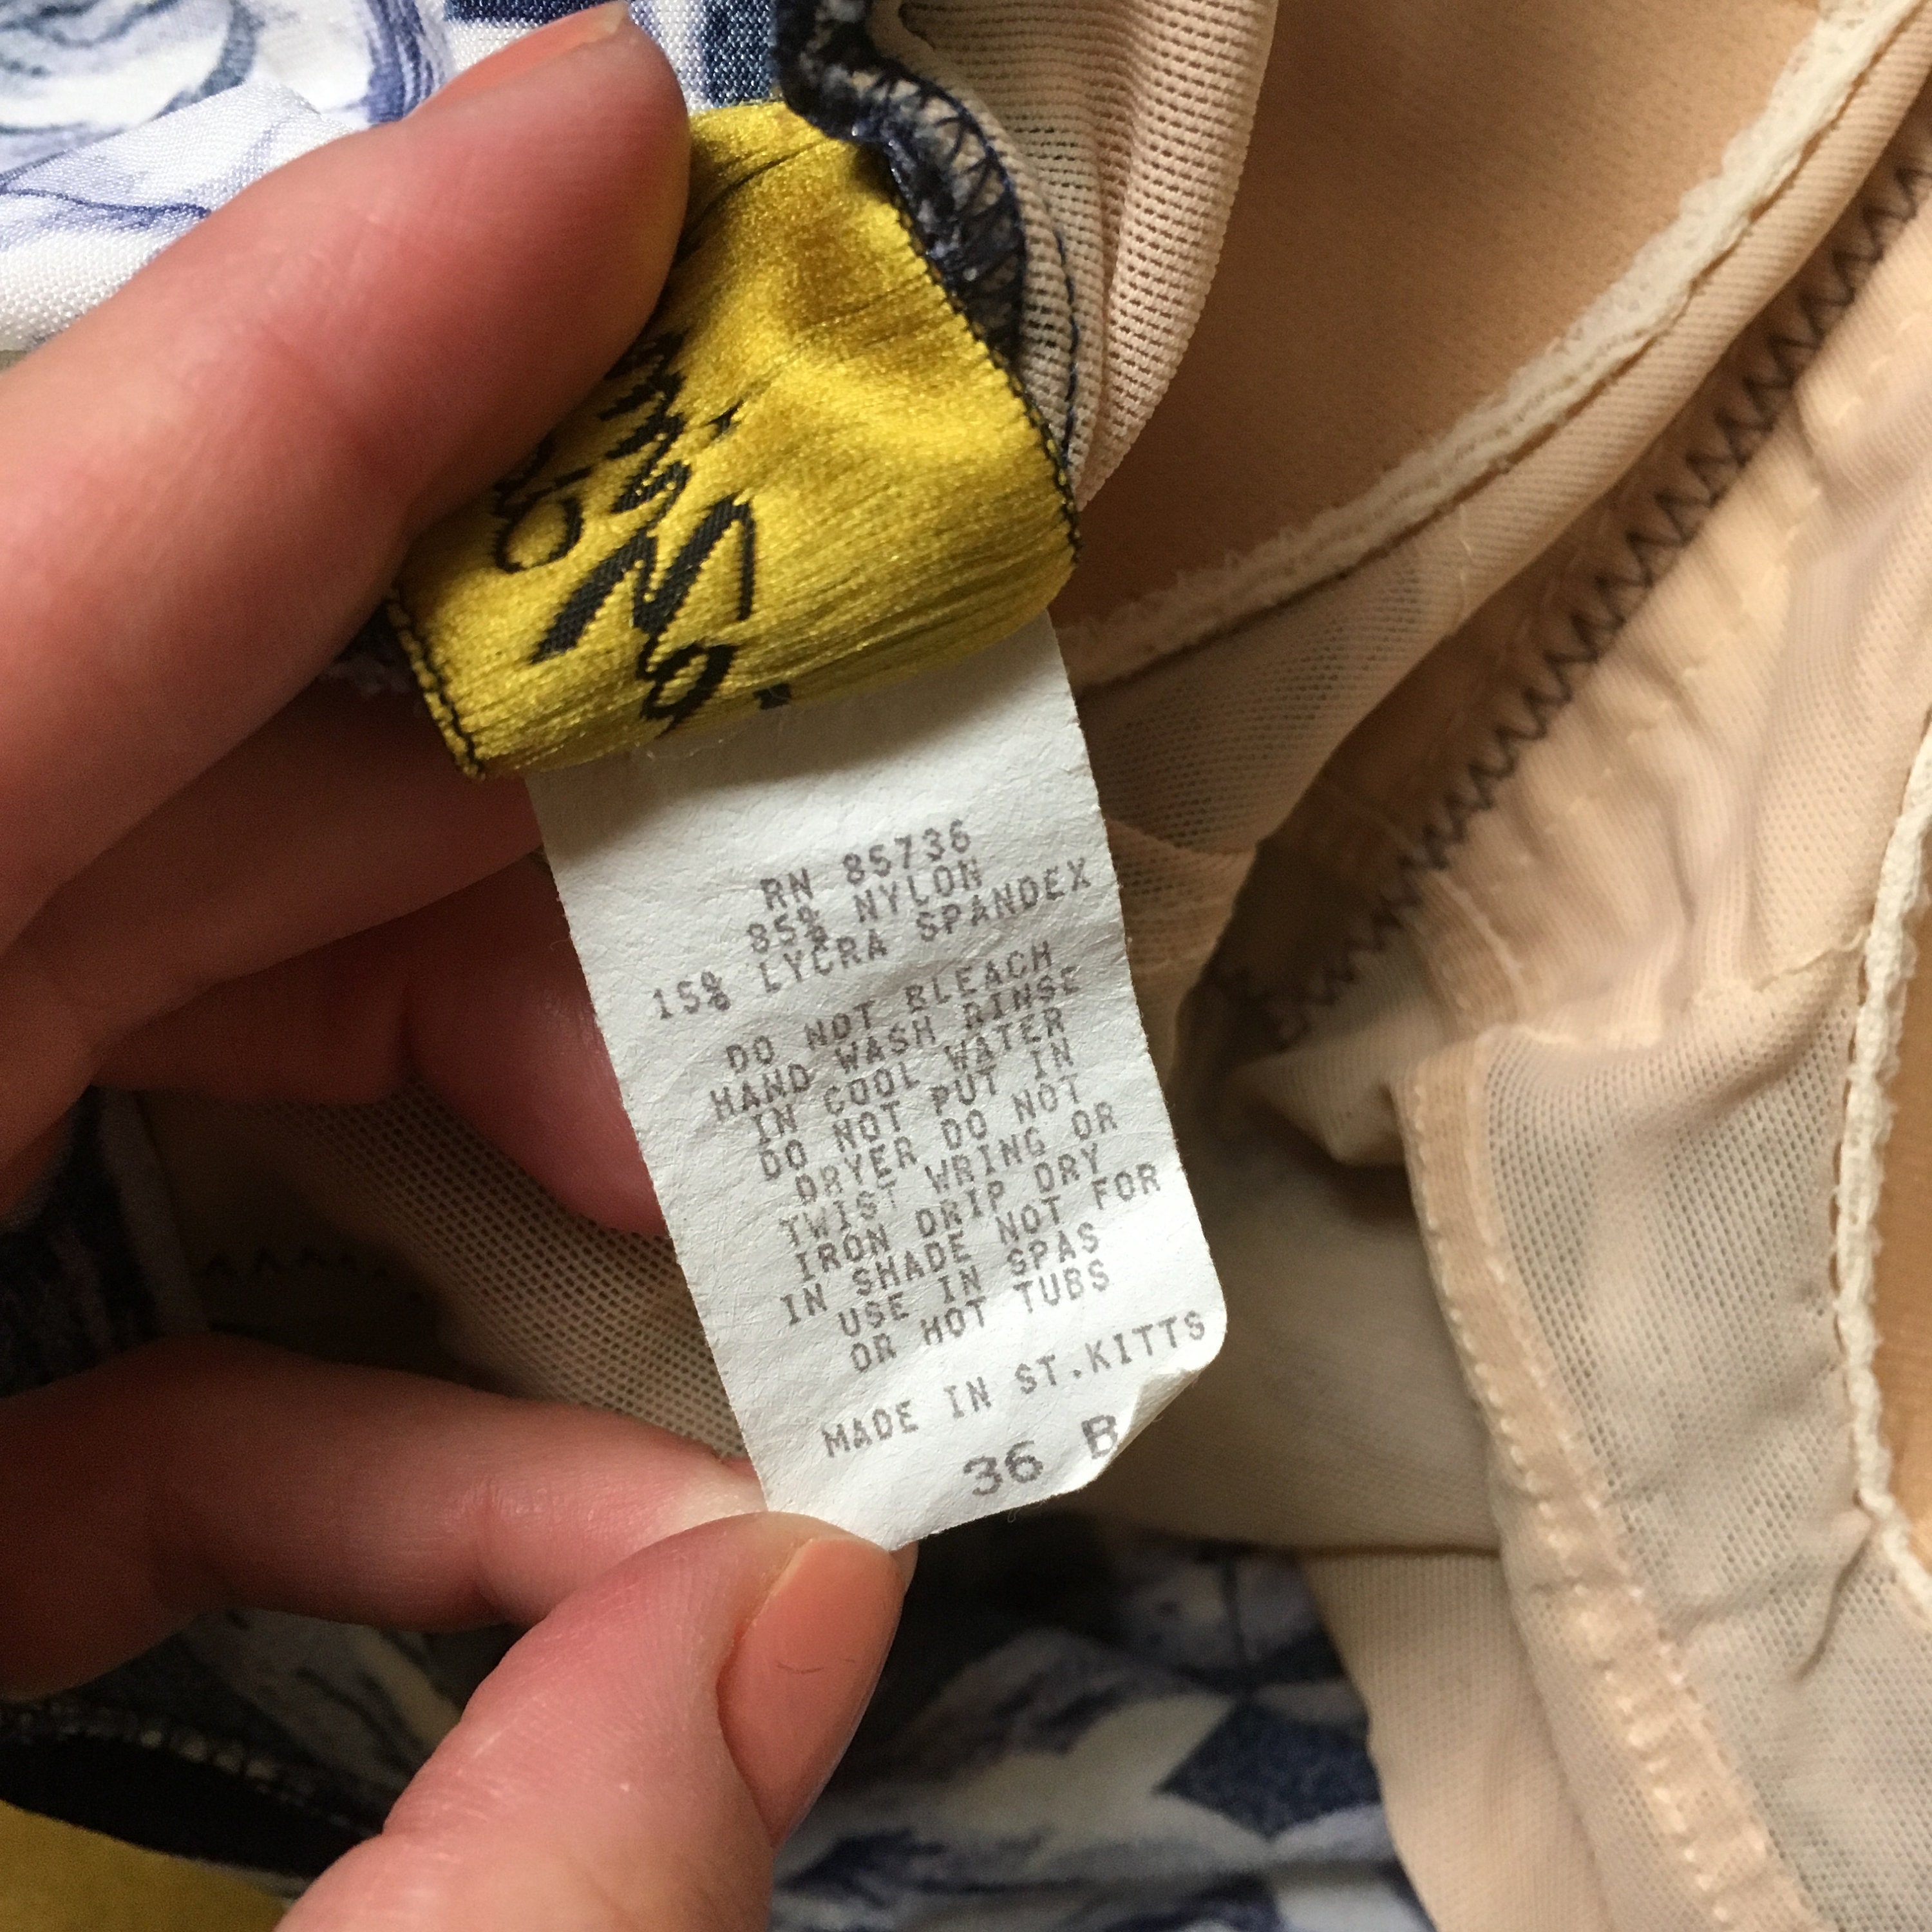 RN 85736
85% NYLON
15% LYCRA SPANDEX
DO NOT BLEACH
HAND WASH RINSE
IN COOL WATER
DO NOT PUT IN
DRYER DO NOT
TWIST WRING OR
IRON DRIP DRY
IN SHADE NOT FOR
USE IN SPAS
OR HOT TUBS
MADE IN ST.KITTS
36 B